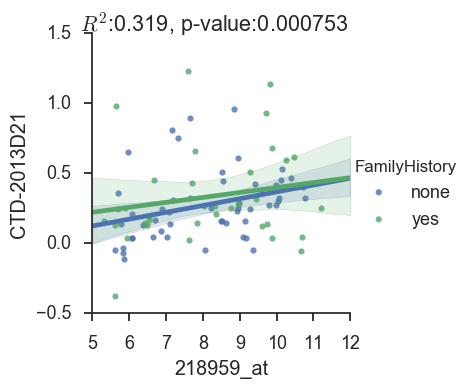 R²:0.319, p-value:0.000753
1.5
1.0
0.5
0.0
−0.5
CTD-2013D21
5 6 7 8 9 10 11 12
218959_at
FamilyHistory
none
yes